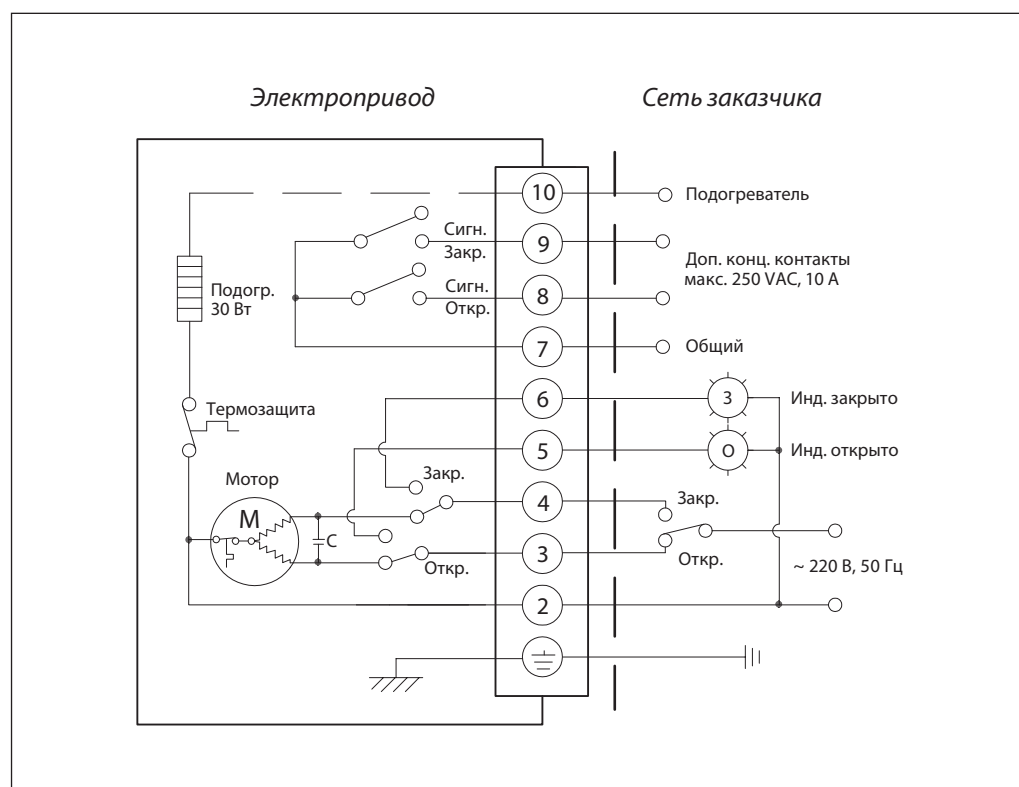 Электропривод
Сеть заказчика
10
Подогреватель
Сигн.
Закр.
9
Доп. конц. контакты
макс. 250 VAC, 10 А
Подогр.
30 Вт
Сигн.
Откр.
8
7
Общий
6
З
Инд. закрыто
Термозащита
5
О
Инд. открыто
Мотор
Закр.
4
Закр.
M
C
Откр.
3
Откр.
~ 220 В, 50 Гц
2